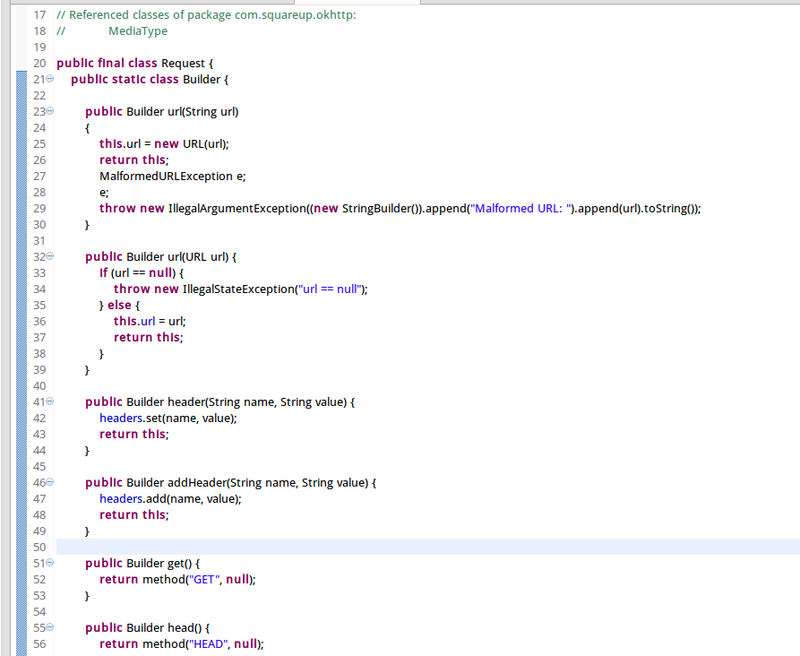 17 // Referenced classes of package com.squareup.okhttp:
18 //            MediaType
19
20 public final class Request {
21     public static class Builder {
22
23         public Builder url(String url)
24         {
25             this.url = new URL(url);
26             return this;
27             MalformedURLException e;
28             e;
29             throw new IllegalArgumentException((new StringBuilder()).append("Malformed URL: ").append(url).toString());
30         }
31
32         public Builder url(URL url) {
33             if (url == null) {
34                 throw new IllegalStateException("url == null");
35             } else {
36                 this.url = url;
37                 return this;
38             }
39         }
40
41         public Builder header(String name, String value) {
42             headers.set(name, value);
43             return this;
44         }
45
46         public Builder addHeader(String name, String value) {
47             headers.add(name, value);
48             return this;
49         }
50
51         public Builder get() {
52             return method("GET", null);
53         }
54
55         public Builder head() {
56             return method("HEAD", null);